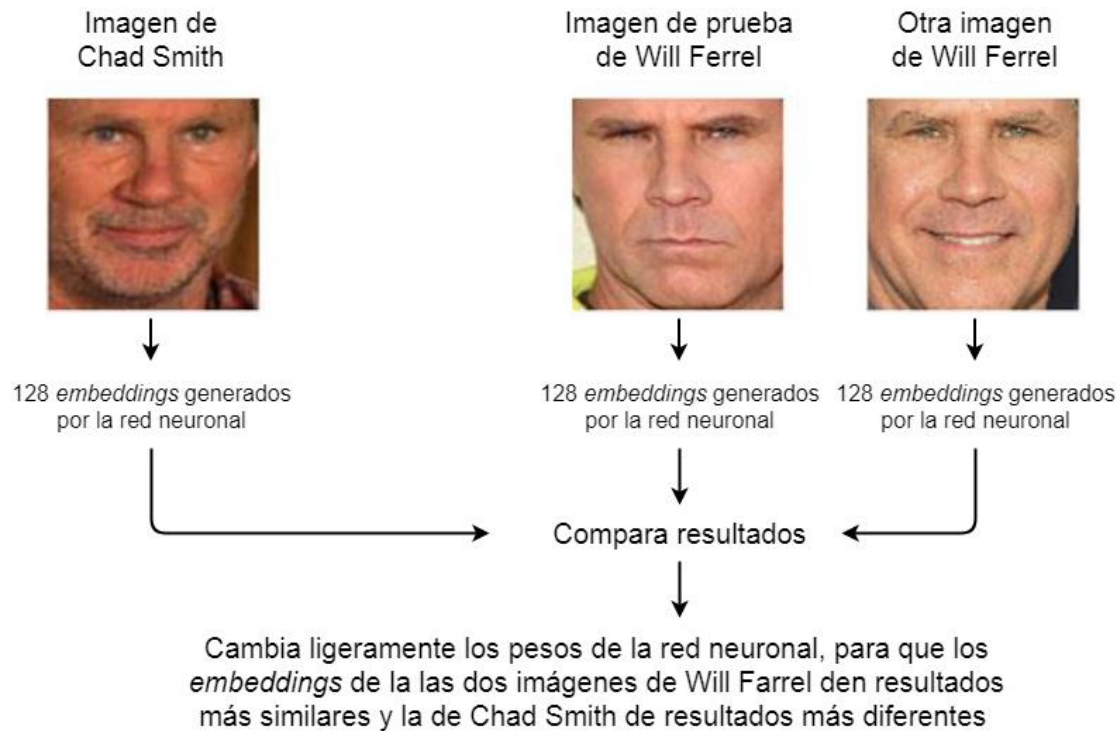 Imagen de
Chad Smith
Imagen de prueba
de Will Ferrel
Otra imagen
de Will Ferrel
128 embeddings generados
por la red neuronal
128 embeddings generados
por la red neuronal
128 embeddings generados
por la red neuronal
Compara resultados
Cambia ligeramente los pesos de la red neuronal, para que los
embeddings de la las dos imágenes de Will Farrel den resultados
más similares y la de Chad Smith de resultados más diferentes